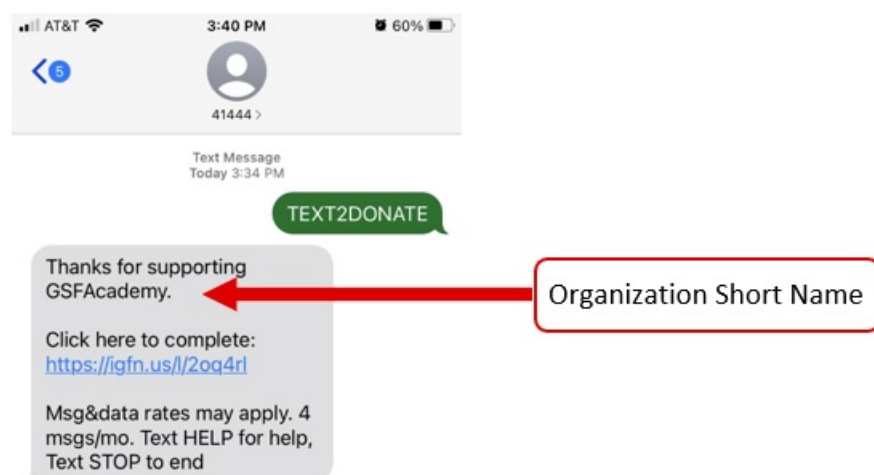 AT&T 3:40 PM 60%
5
41444 >
Text Message
Today 3:34 PM
TEXT2DONATE
Thanks for supporting
GSFAcademy.
Organization Short Name
Click here to complete:
https://igfn.us/l/2oq4rl
Msg&data rates may apply. 4
msgs/mo. Text HELP for help,
Text STOP to end